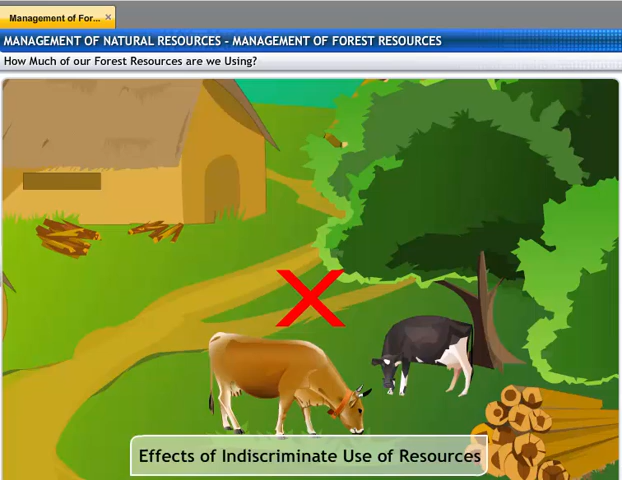 Management of For...
MANAGEMENT OF NATURAL RESOURCES - MANAGEMENT OF FOREST RESOURCES
How Much of our Forest Resources are we Using?
Effects of Indiscriminate Use of Resources